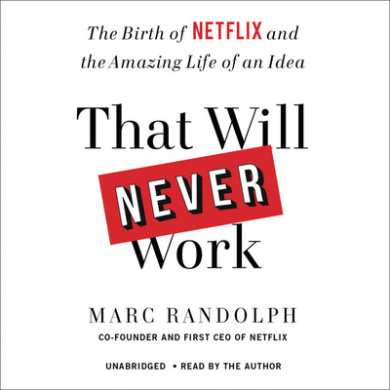 The Birth of NETFLIX and
the Amazing Life of an Idea
That Will
NEVER
Work
MARC RANDOLPH
CO-FOUNDER AND FIRST CEO OF NETFLIX
UNABRIDGED • READ BY THE AUTHOR